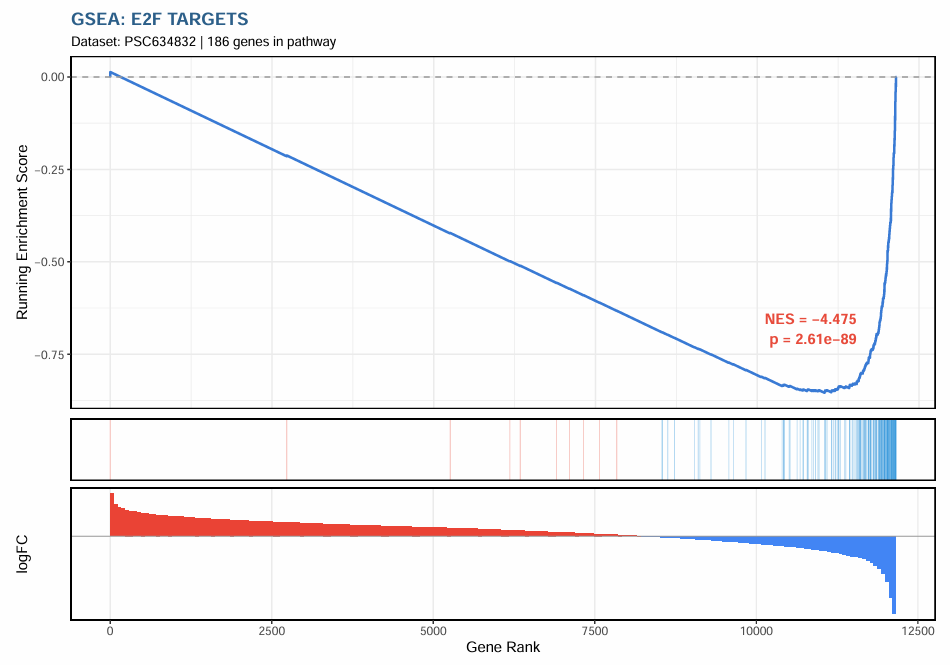 GSEA: E2F TARGETS
Dataset: PSC634832 | 186 genes in pathway
Running Enrichment Score
0.00
−0.25
−0.50
−0.75
NES = −4.475
p = 2.61e−89
logFC
0 2500 5000 7500 10000 12500
Gene Rank